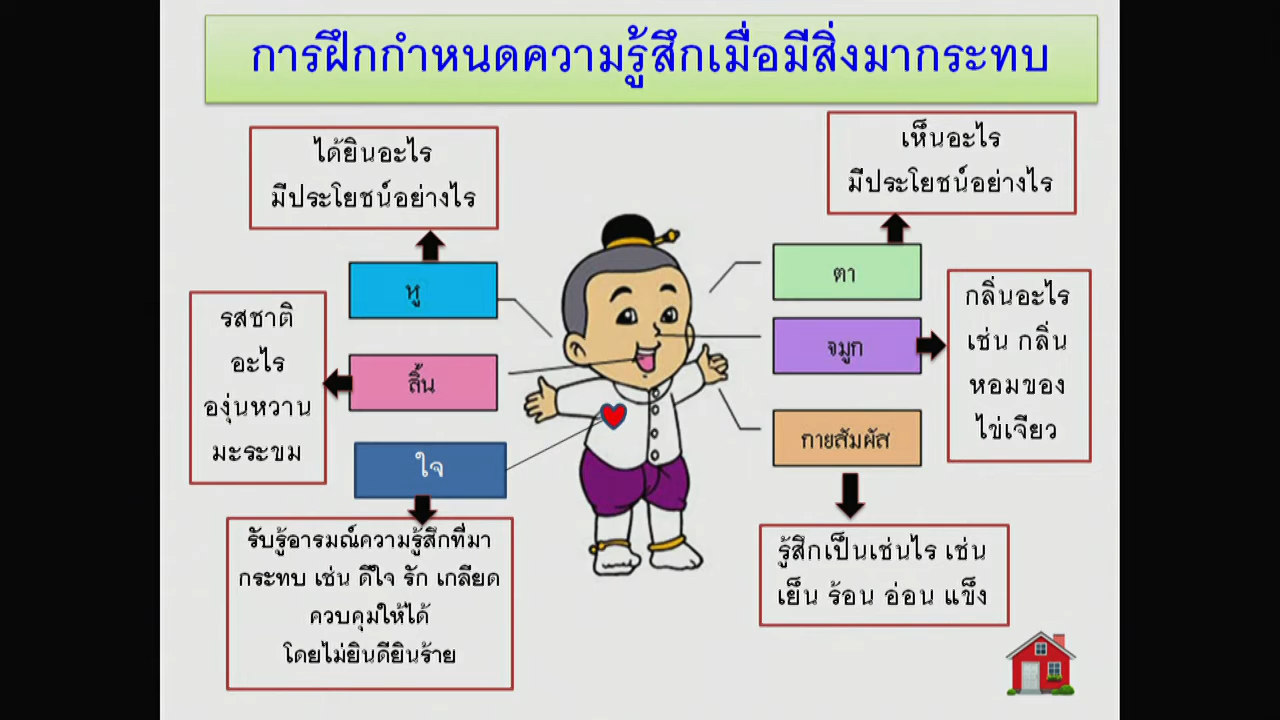 การฝึกกำหนดความรู้สึกเมื่อมีสิ่งมากระทบ
ได้ยินอะไร
มีประโยชน์อย่างไร
หู
รสชาติ
อะไร
องุ่นหวาน
มะระขม
ลิ้น
ใจ
รับรู้อารมณ์ความรู้สึกที่มา
กระทบ เช่น ดีใจ รัก เกลียด
ควบคุมให้ได้
โดยไม่ยินดียินร้าย
เห็นอะไร
มีประโยชน์อย่างไร
ตา
จมูก
กลิ่นอะไร
เช่น กลิ่น
หอมของ
ไข่เจียว
กายสัมผัส
รู้สึกเป็นเช่นไร เช่น
เย็น ร้อน อ่อน แข็ง